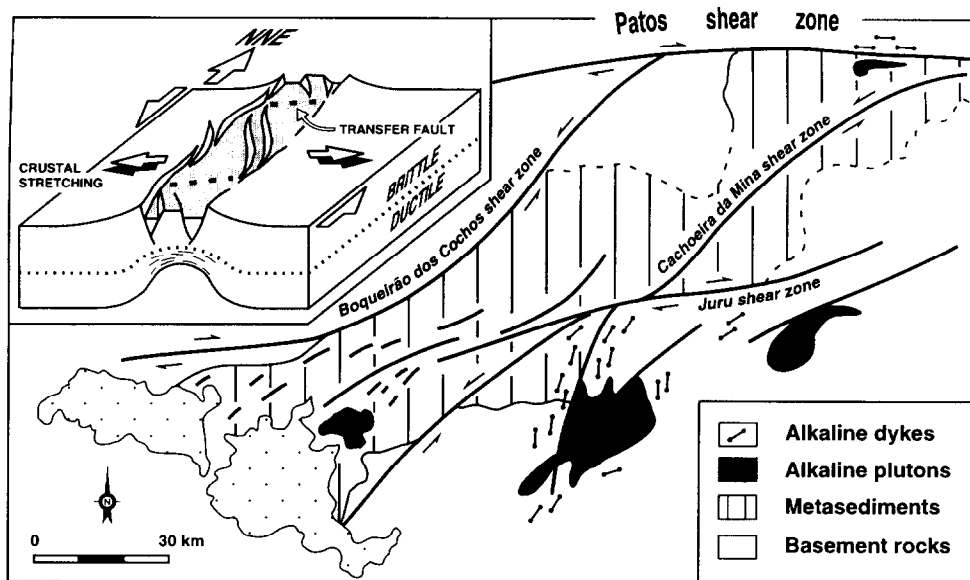 Patos shear zone
NNE
TRANSFER FAULT
CRUSTAL
STRETCHING
BRITTLE
DUCTILE
Boqueirão dos Cochos shear zone
Cachoeira da Mina shear zone
Juru shear zone
N
0 30 km
Alkaline dykes
Alkaline plutons
Metasediments
Basement rocks